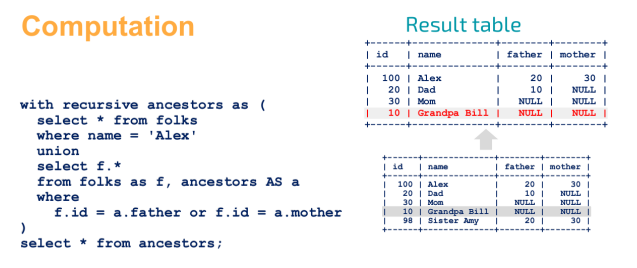 Computation
Result table
+------+--------------+--------+--------+
| id | name | father | mother |
+------+--------------+--------+--------+
| 100 | Alex | 20 | 30 |
| 20 | Dad | 10 | NULL |
| 30 | Mom | NULL | NULL |
| 10 | Grandpa Bill | NULL | NULL |
+------+--------------+--------+--------+
with recursive ancestors as (
select * from folks
where name = 'Alex'
union
select f.*
from folks as f, ancestors AS a
where
f.id = a.father or f.id = a.mother
)
select * from ancestors;
+------+--------------+--------+--------+
| id | name | father | mother |
+------+--------------+--------+--------+
| 100 | Alex | 20 | 30 |
| 20 | Dad | 10 | NULL |
| 30 | Mom | NULL | NULL |
| 10 | Grandpa Bill | NULL | NULL |
| 98 | Sister Amy | 20 | 30 |
+------+--------------+--------+--------+